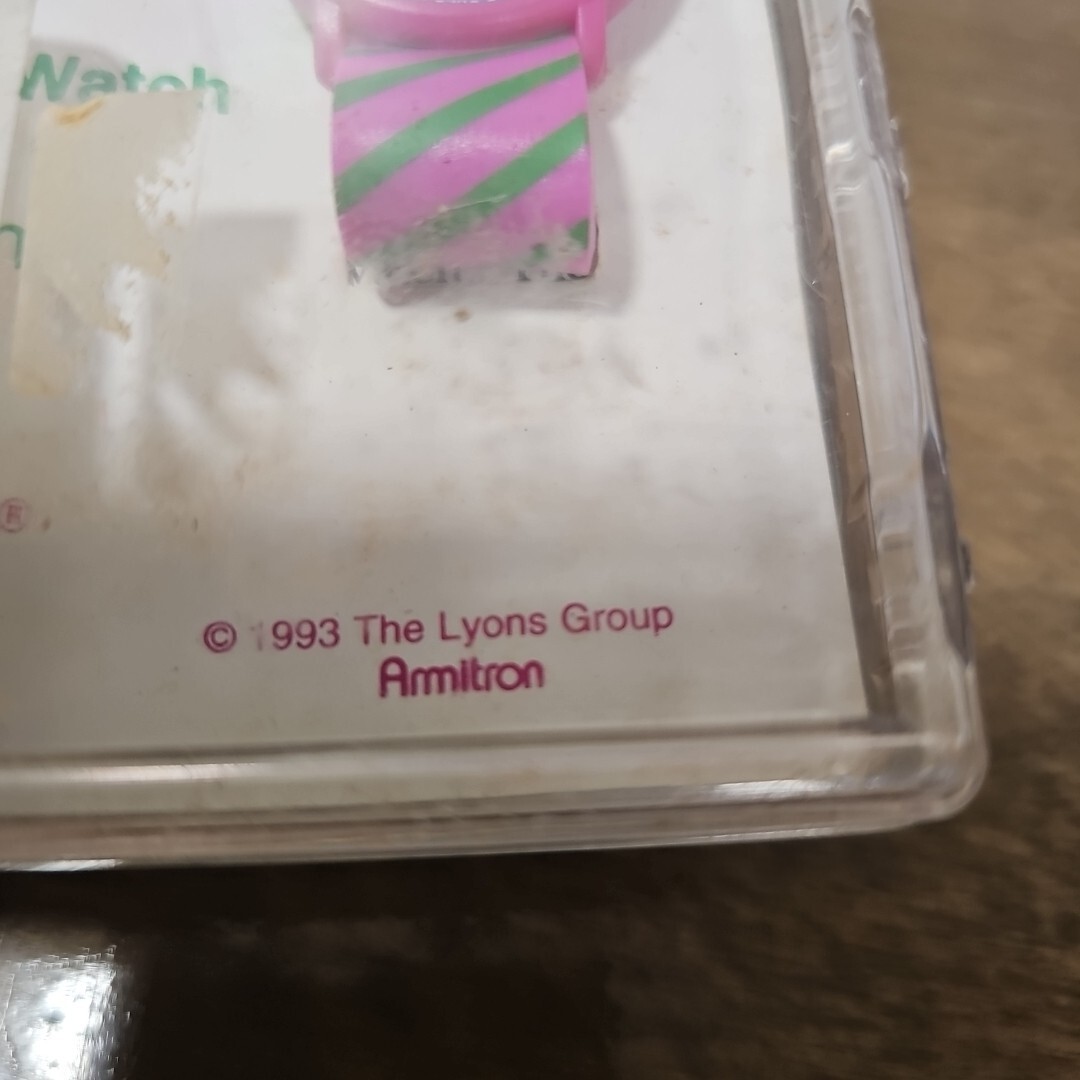 Watch
®
© 1993 The Lyons Group
Armitron